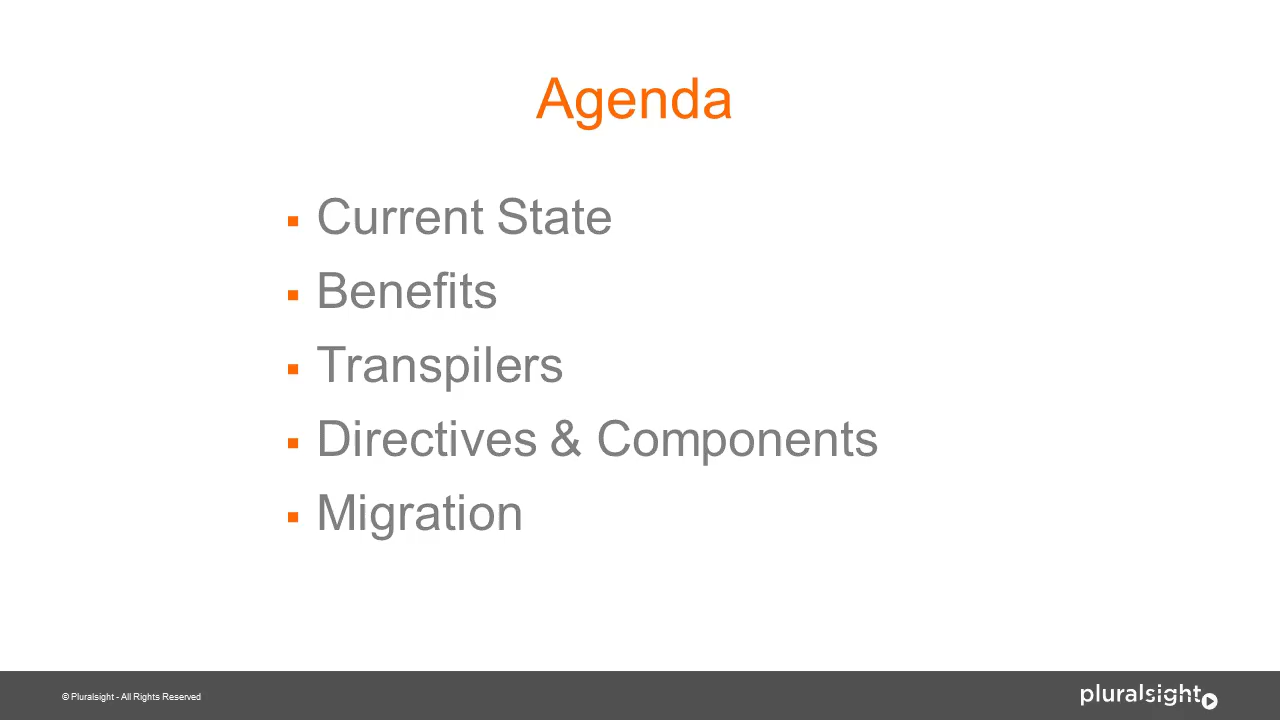 Agenda
▪ Current State
▪ Benefits
▪ Transpilers
▪ Directives & Components
▪ Migration
© Pluralsight - All Rights Reserved
pluralsight